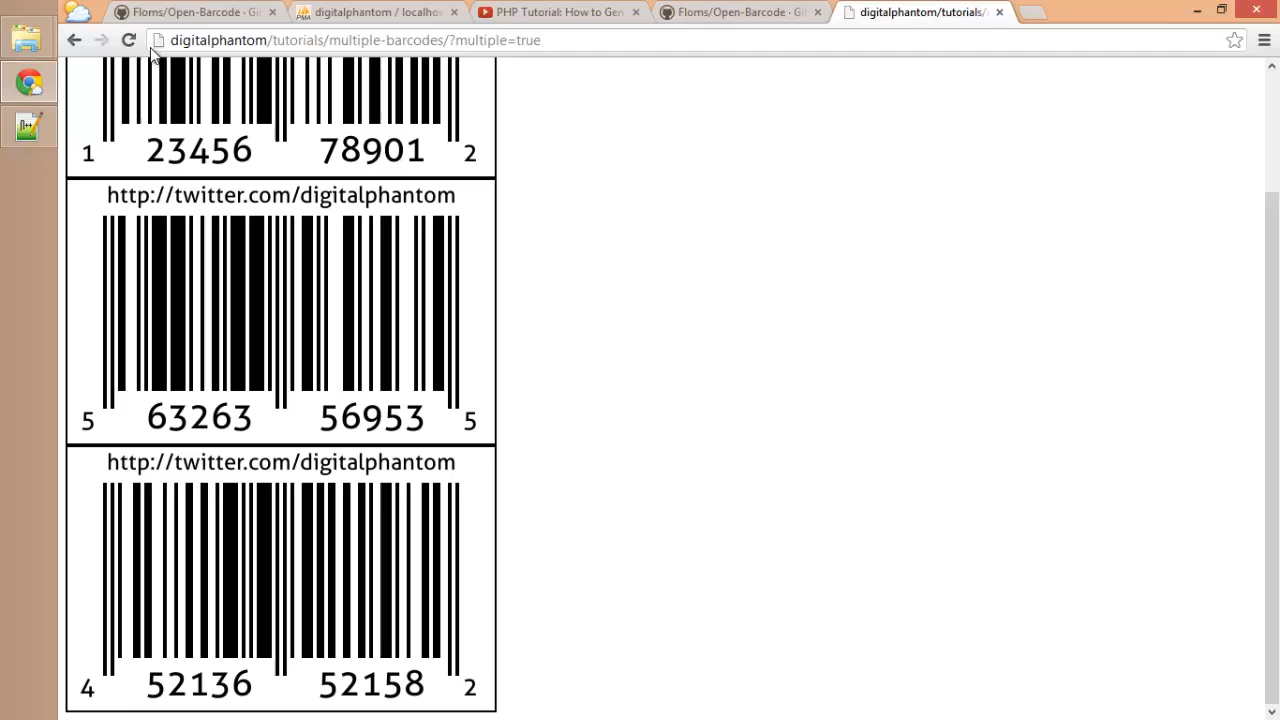 Floms/Open-Barcode · Gi
digitalphantom / localhos
PHP Tutorial: How to Gen
Floms/Open-Barcode · Git
digitalphantom/tutorials/
digitalphantom/tutorials/multiple-barcodes/?multiple=true
1 23456 78901 2
http://twitter.com/digitalphantom
5 63263 56953 5
http://twitter.com/digitalphantom
4 52136 52158 2